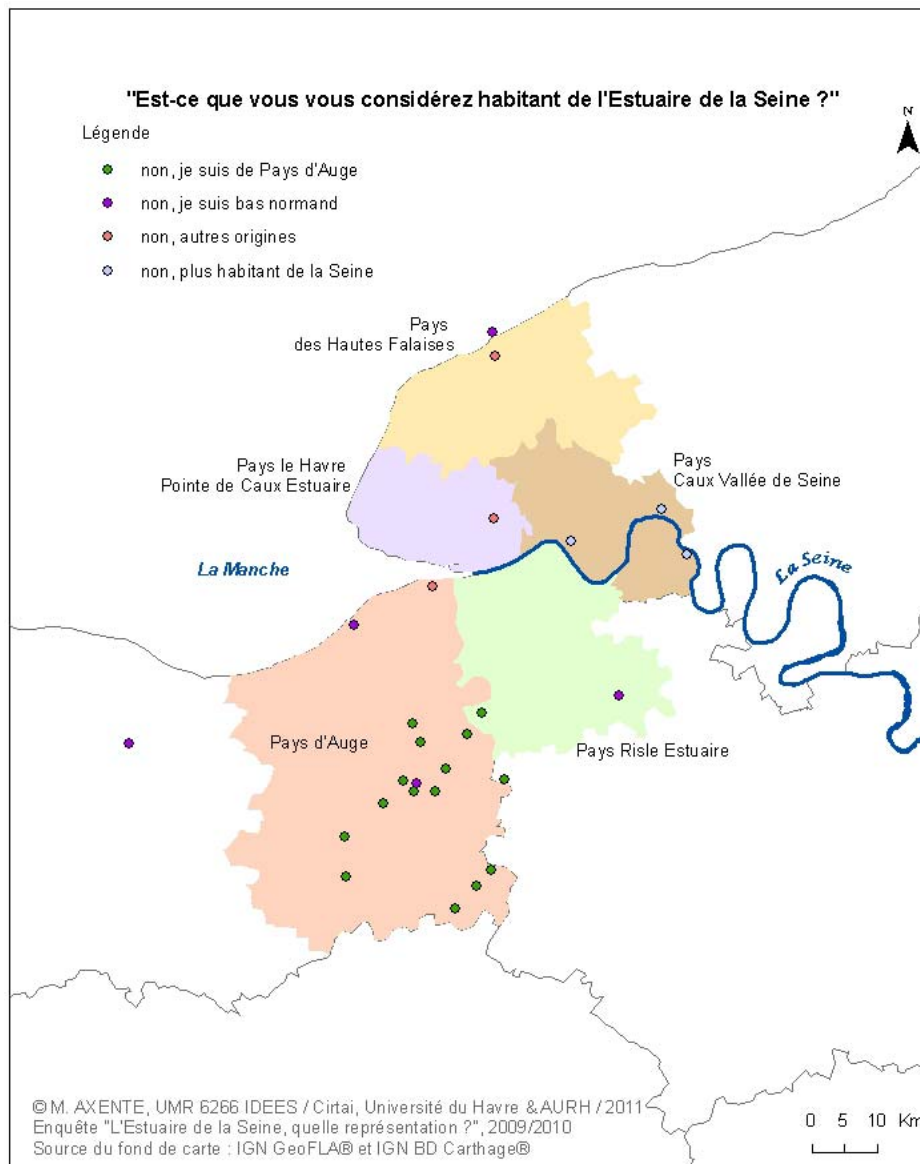 "Est-ce que vous vous considérez habitant de l'Estuaire de la Seine ?"
N
Légende
non, je suis de Pays d'Auge
non, je suis bas normand
non, autres origines
non, plus habitant de la Seine
Pays
des Hautes Falaises
Pays le Havre
Pointe de Caux Estuaire
Pays
Caux Vallée de Seine
La Manche
La Seine
Pays d'Auge
Pays Risle Estuaire
© M. AXENTE, UMR 6266 IDEES / Cirtai, Université du Havre & AURH / 2011
Enquête "L'Estuaire de la Seine, quelle représentation ?", 2009/2010
Source du fond de carte : IGN GeoFLA® et IGN BD Carthage®
0 5 10 Km